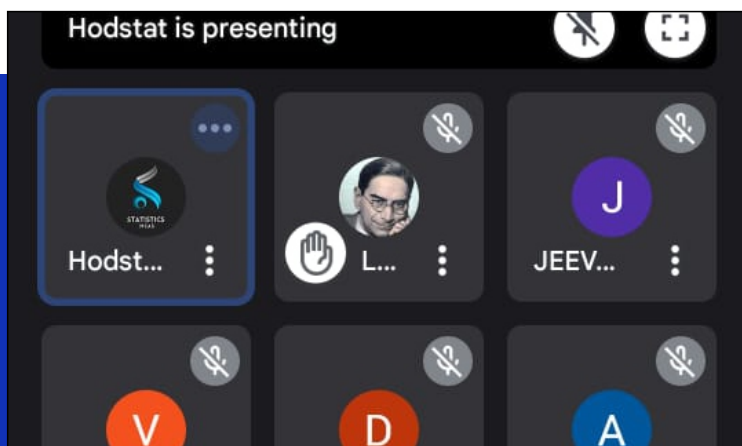 Hodstat is presenting
STATISTICS
Hodst...
L...
J
JEEV...
V
D
A